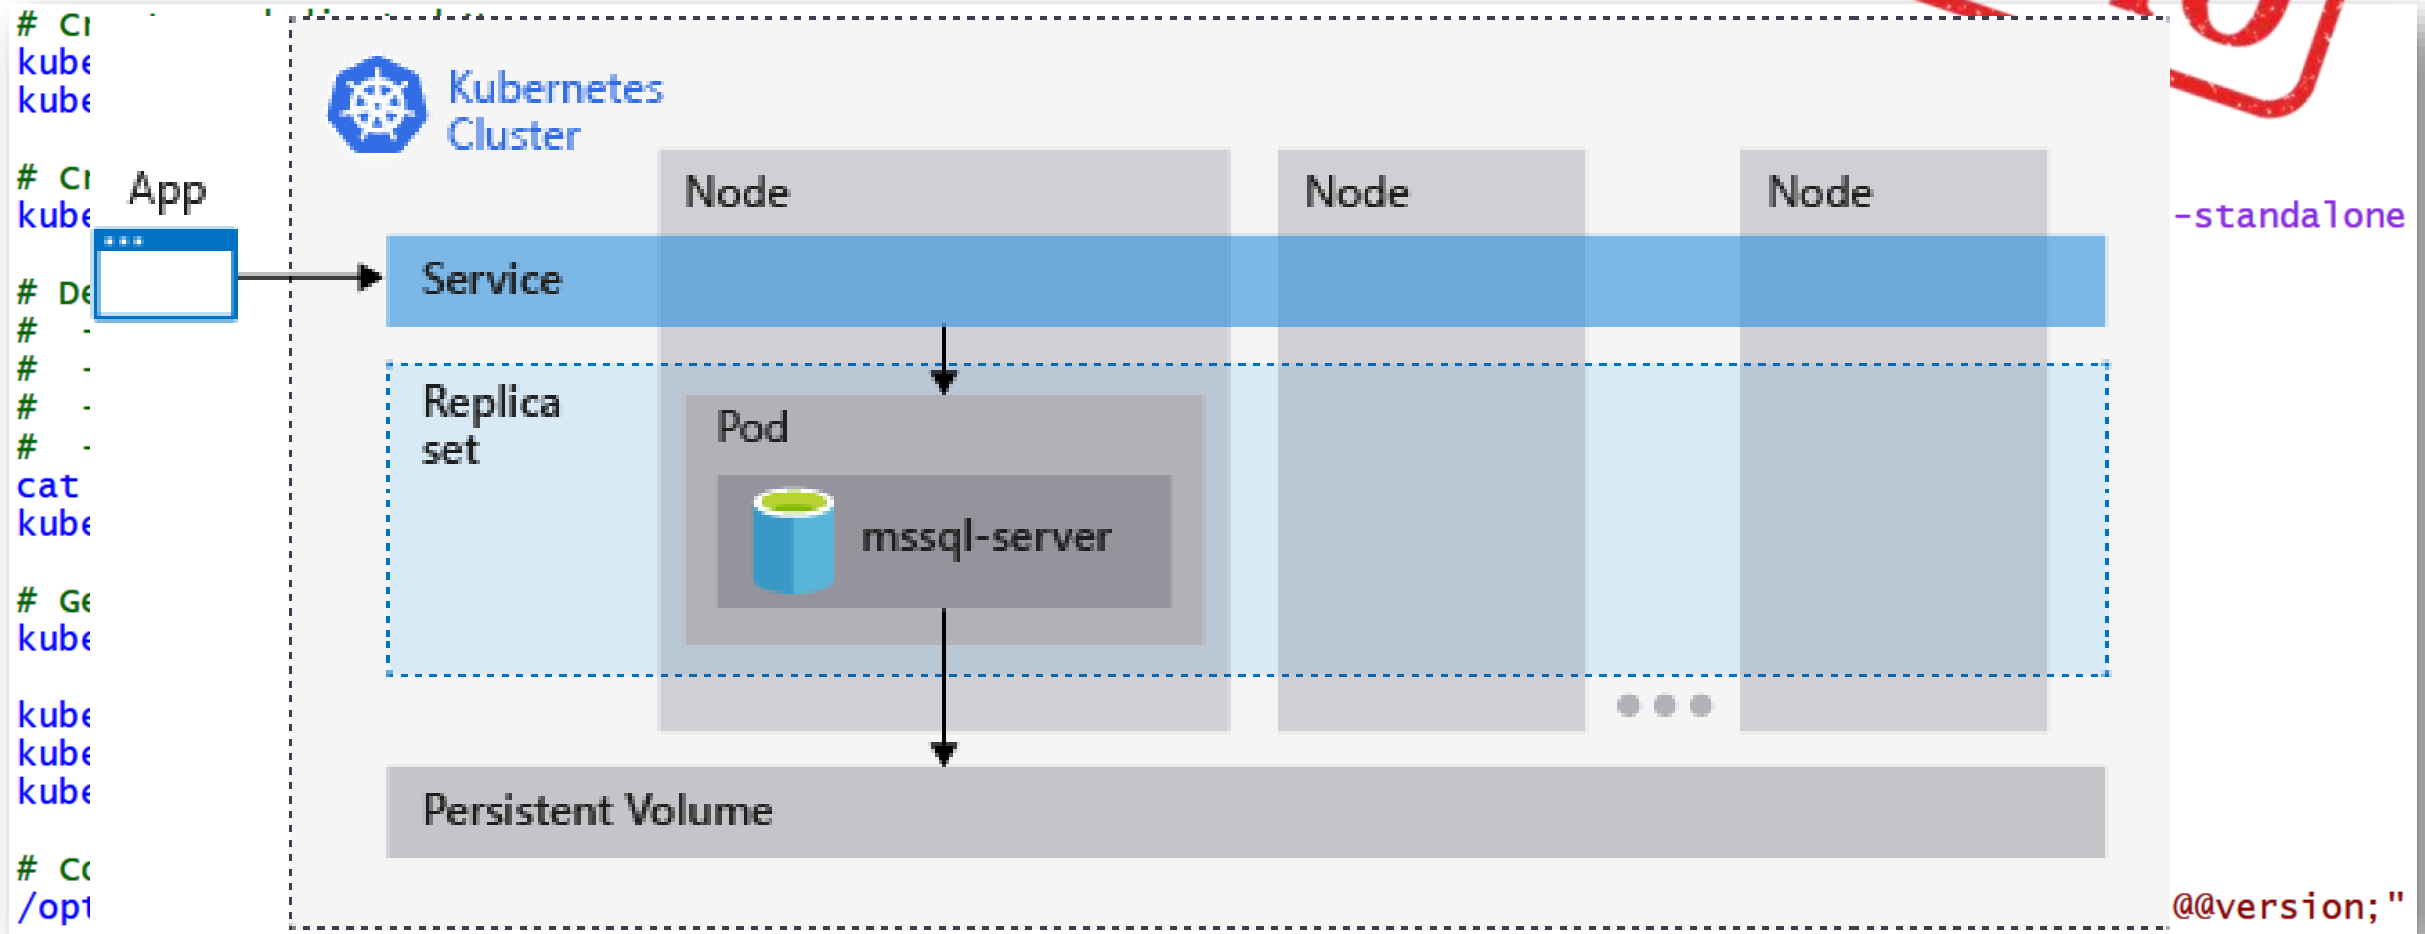 # Cr
kube
kube
# Cr
kube
-standalone
# De
# -
# -
# -
# -
cat
kube
# Ge
kube
kube
kube
kube
# Co
/opt
@@version;"
Kubernetes
Cluster
App
Node
Node
Node
Service
Replica
set
Pod
mssql-server
Persistent Volume